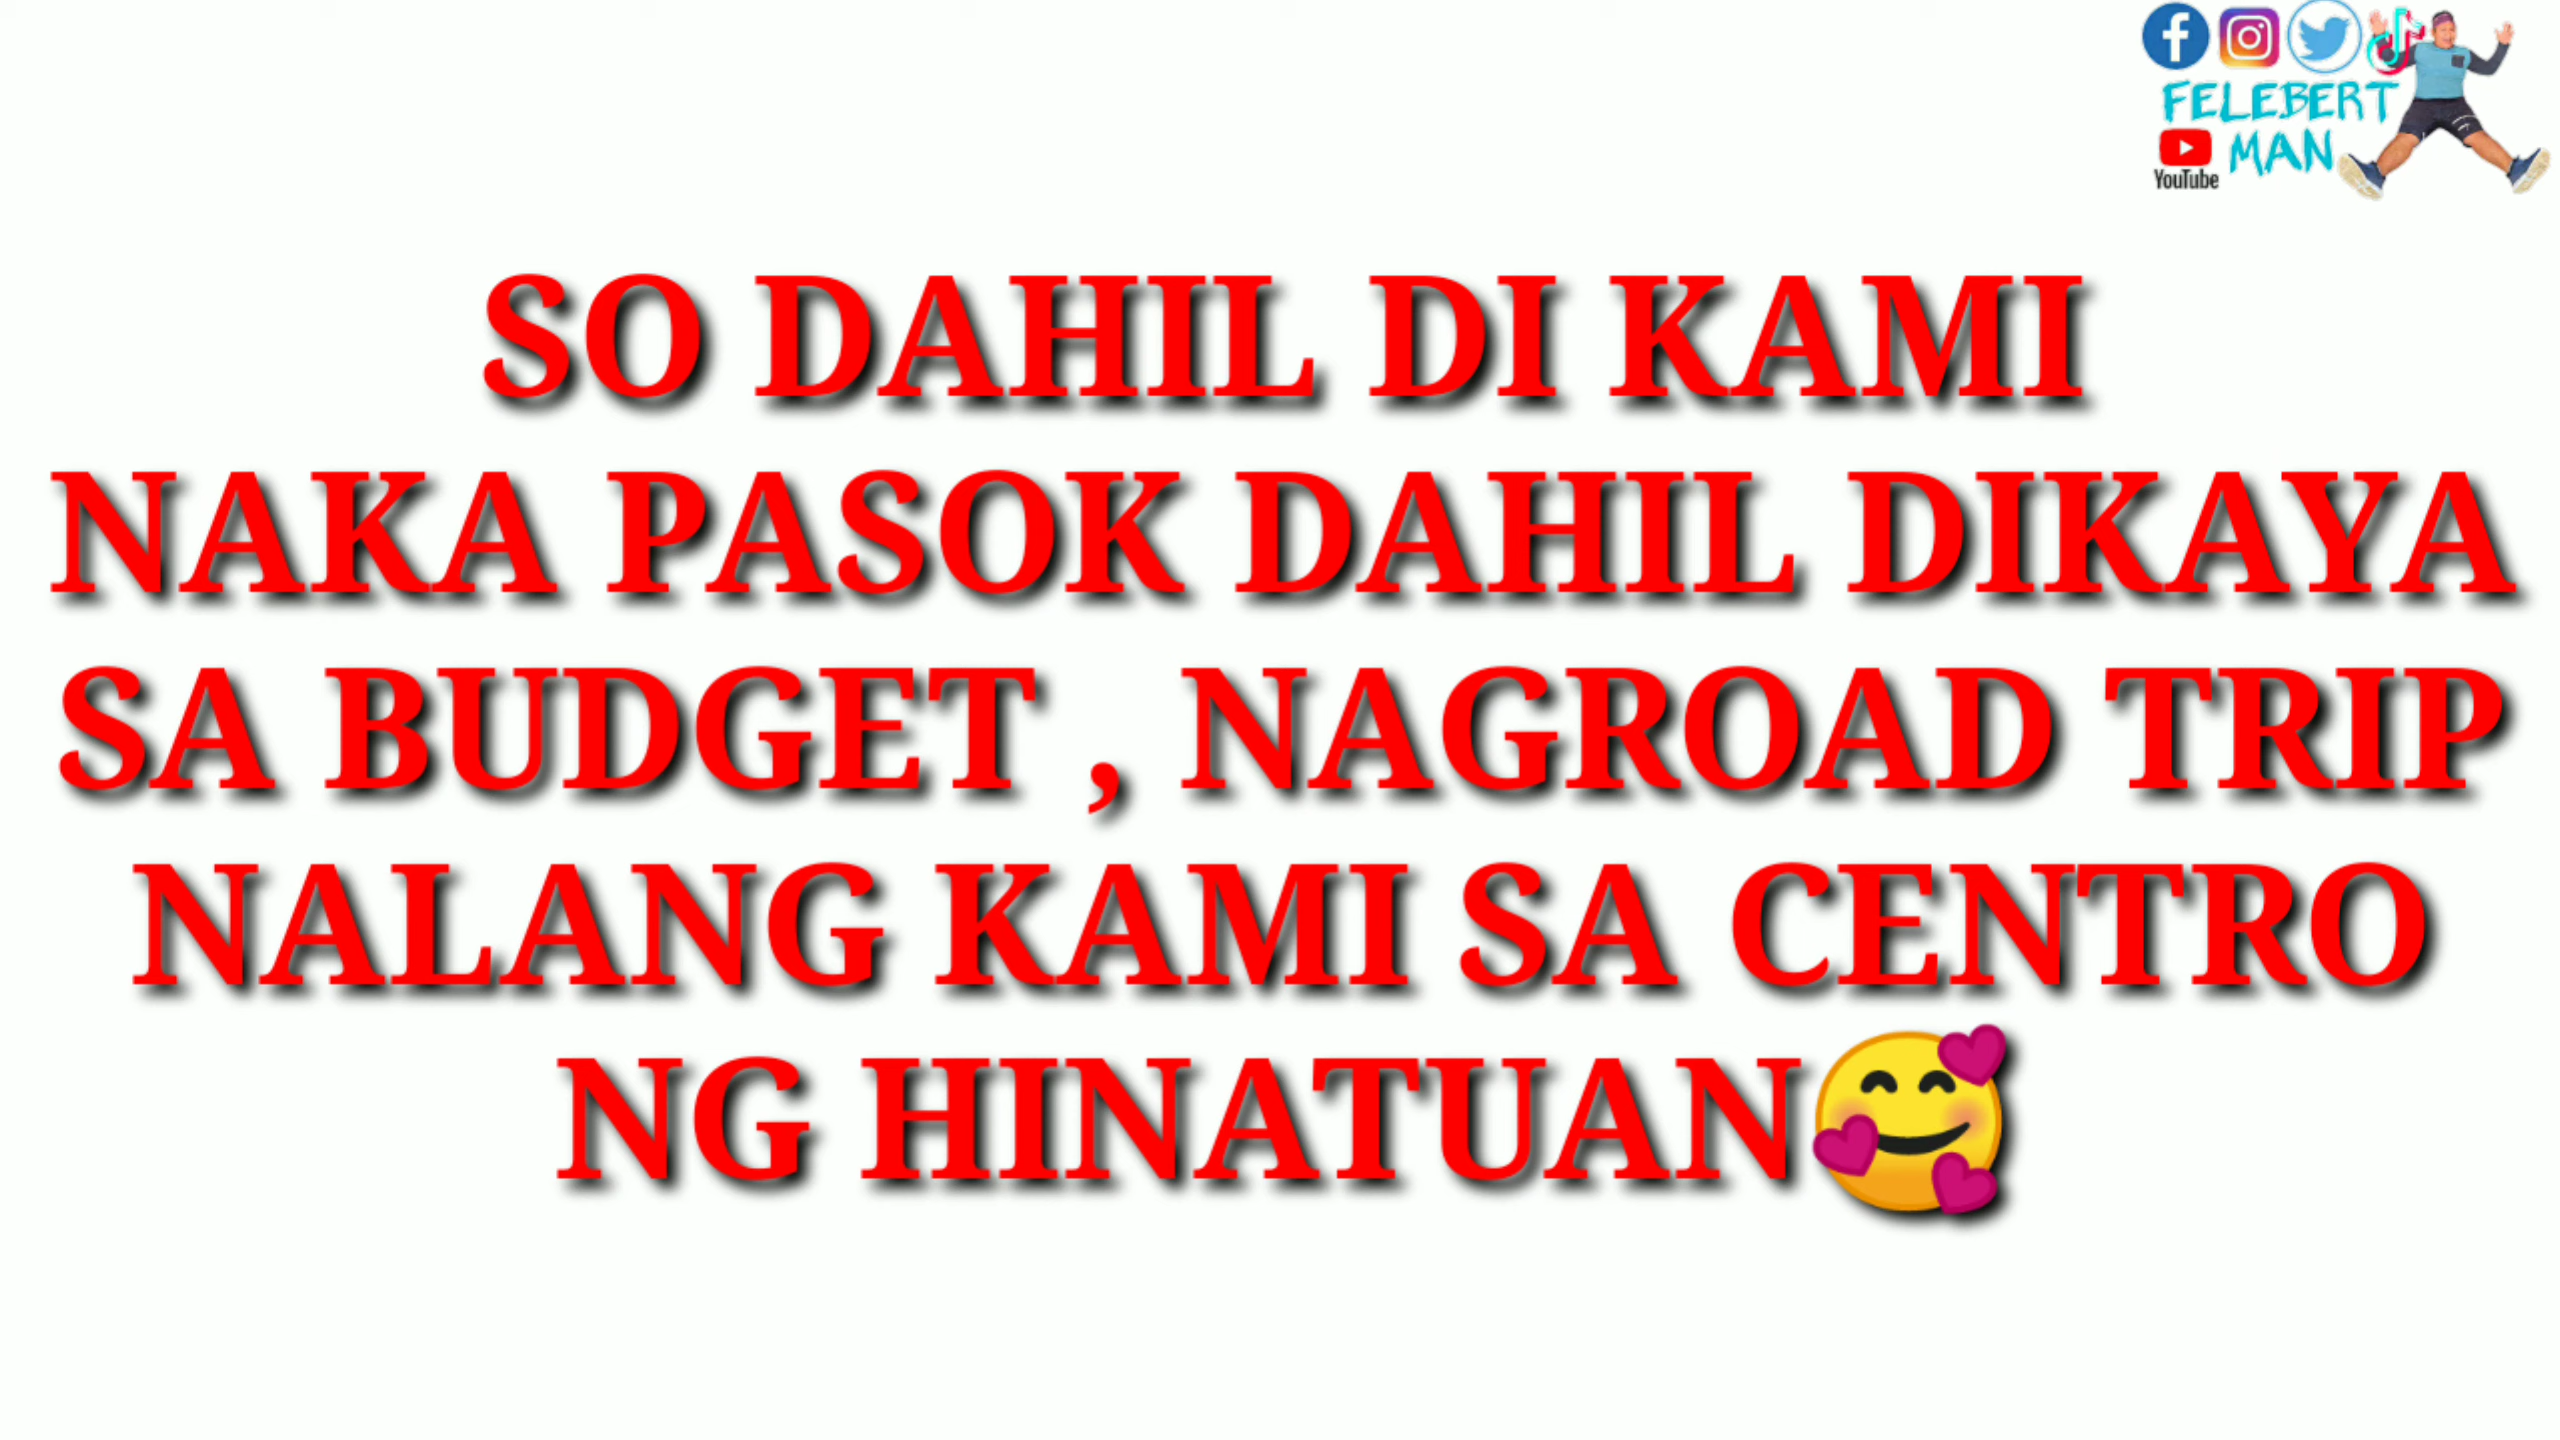 FELEBERT
MAN
YouTube
SO DAHIL DI KAMI
NAKA PASOK DAHIL DIKAYA
SA BUDGET , NAGROAD TRIP
NALANG KAMI SA CENTRO
NG HINATUAN🥰